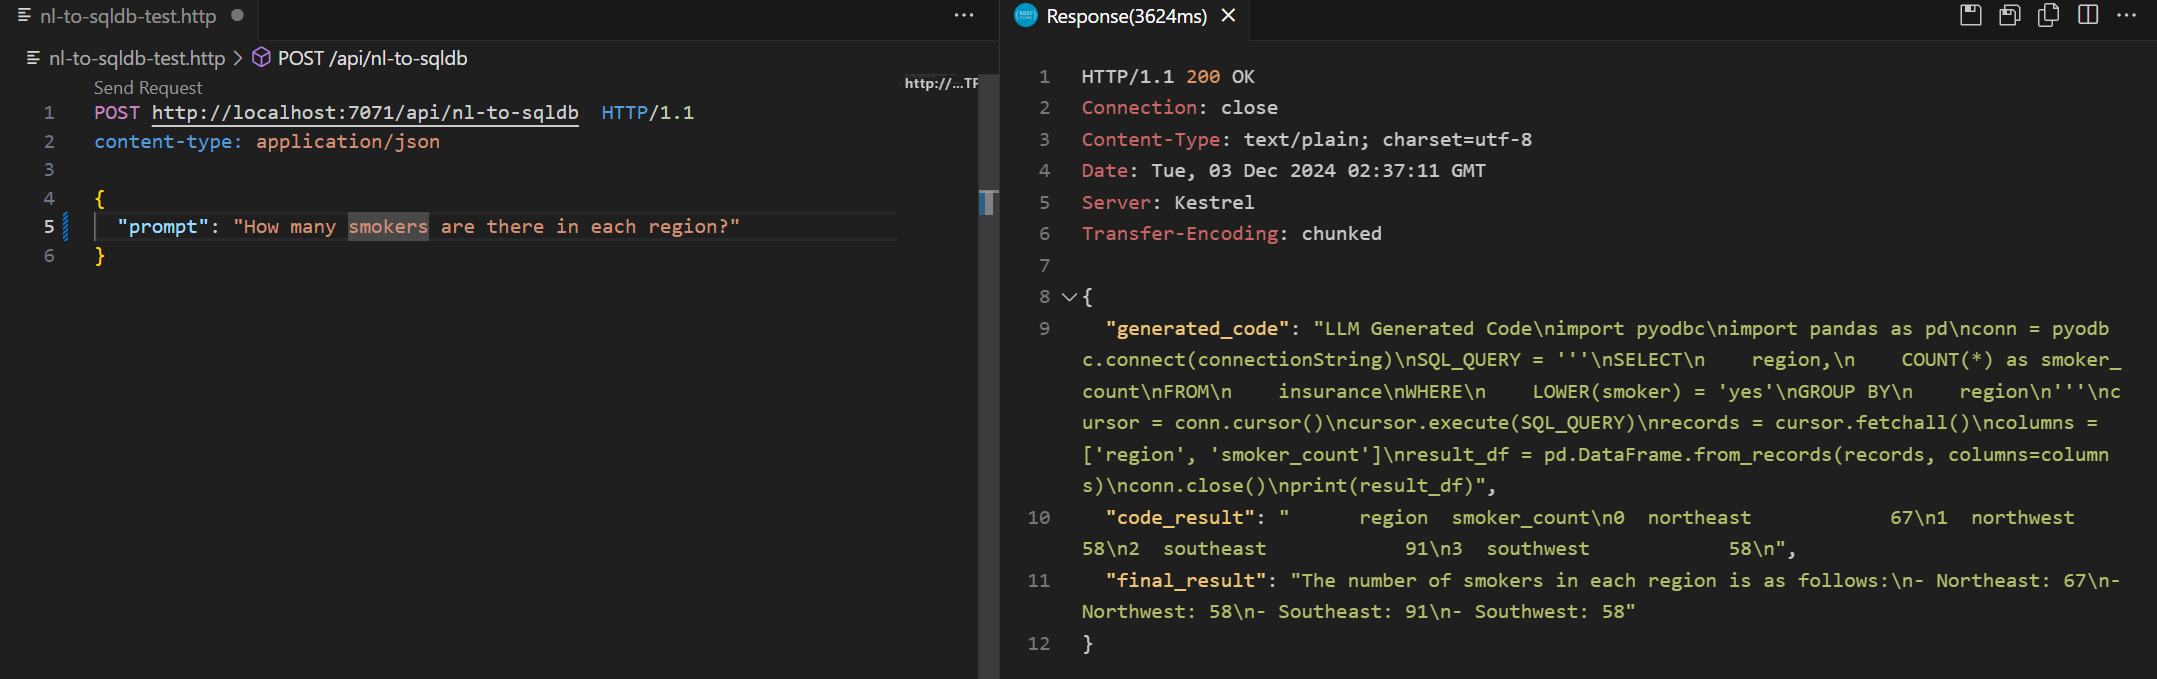 nl-to-sqldb-test.http
nl-to-sqldb-test.http > POST /api/nl-to-sqldb
Send Request
http://...TP
1 POST http://localhost:7071/api/nl-to-sqldb  HTTP/1.1
2 content-type: application/json
3
4 {
5   "prompt": "How many smokers are there in each region?"
6 }
Response(3624ms)
1 HTTP/1.1 200 OK
2 Connection: close
3 Content-Type: text/plain; charset=utf-8
4 Date: Tue, 03 Dec 2024 02:37:11 GMT
5 Server: Kestrel
6 Transfer-Encoding: chunked
7
8 {
9   "generated_code": "LLM Generated Code\nimport pyodbc\nimport pandas as pd\nconn = pyodb
c.connect(connectionString)\nSQL_QUERY = '''\nSELECT\n    region,\n    COUNT(*) as smoker_
count\nFROM\n    insurance\nWHERE\n    LOWER(smoker) = 'yes'\nGROUP BY\n    region\n'''\nc
ursor = conn.cursor()\ncursor.execute(SQL_QUERY)\nrecords = cursor.fetchall()\ncolumns =
['region', 'smoker_count']\nresult_df = pd.DataFrame.from_records(records, columns=column
s)\nconn.close()\nprint(result_df)",
10   "code_result": "      region  smoker_count\n0  northeast            67\n1  northwest
58\n2  southeast            91\n3  southwest            58\n",
11   "final_result": "The number of smokers in each region is as follows:\n- Northeast: 67\n-
Northwest: 58\n- Southeast: 91\n- Southwest: 58"
12 }